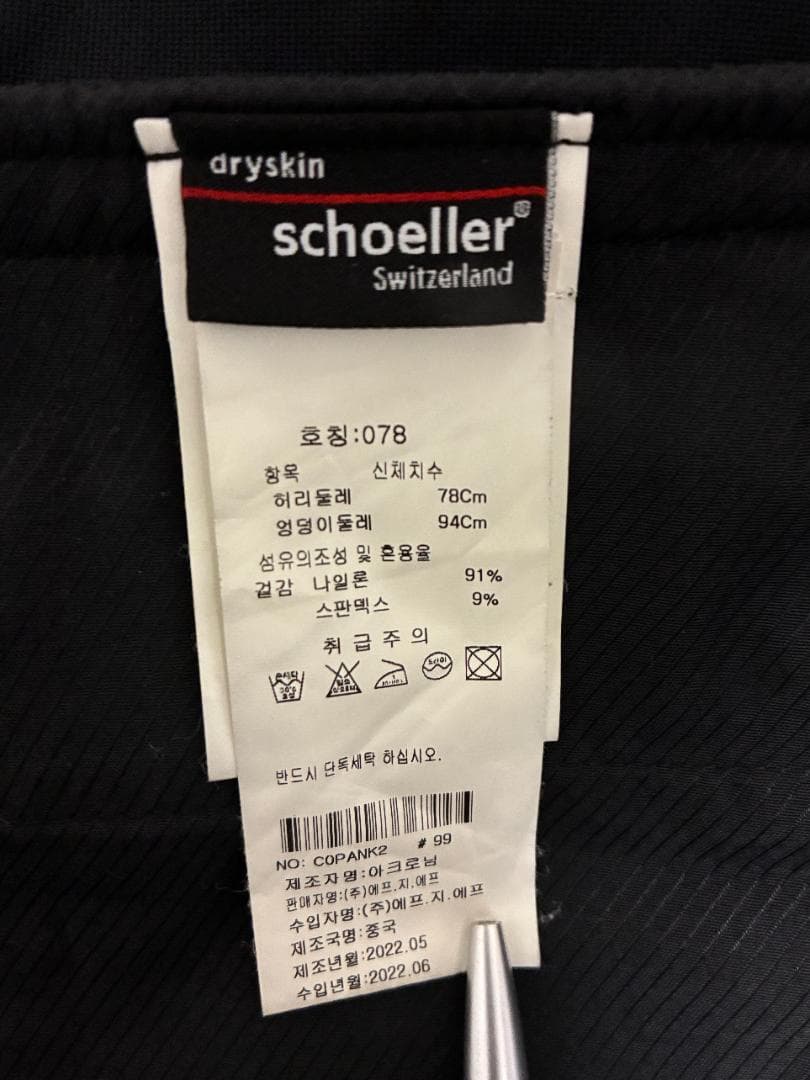 dryskin
schoeller®
Switzerland
호칭:078
항목 신체치수
허리둘레 78Cm
엉덩이둘레 94Cm
섬유의조성 및 혼용율
겉감 나일론 91%
스판덱스 9%
취급주의
드라이
반드시 단독세탁 하십시오.
NO: C0PANK2 # 99
제조자명:아크로님
판매자명:(주)에프.지.에프
수입자명:(주)에프.지.에프
제조국명:중국
제조년월:2022.05
수입년월:2022.06